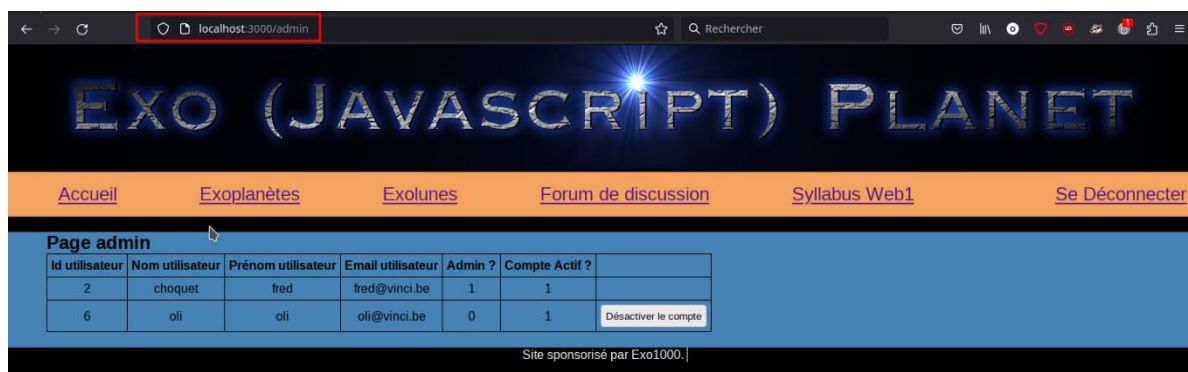 localhost:3000/admin
Rechercher
1
Exo (Javascript) Planet
Accueil Exoplanètes Exolunes Forum de discussion Syllabus Web1 Se Déconnecter
Page admin
Id utilisateur Nom utilisateur Prénom utilisateur Email utilisateur Admin ? Compte Actif ?
2 choquet fred fred@vinci.be 1 1
6 oli oli oli@vinci.be 0 1 Désactiver le compte
Site sponsorisé par Exo1000.